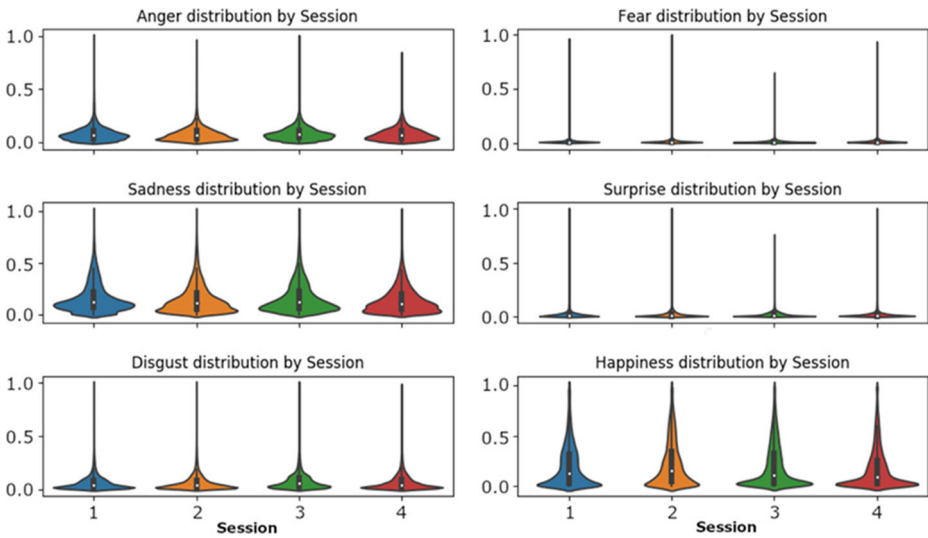 Anger distribution by Session
1.0
0.5
0.0
Fear distribution by Session
1.0
0.5
0.0
Sadness distribution by Session
1.0
0.5
0.0
Surprise distribution by Session
1.0
0.5
0.0
Disgust distribution by Session
1.0
0.5
0.0
1 2 3 4
Session
Happiness distribution by Session
1.0
0.5
0.0
1 2 3 4
Session